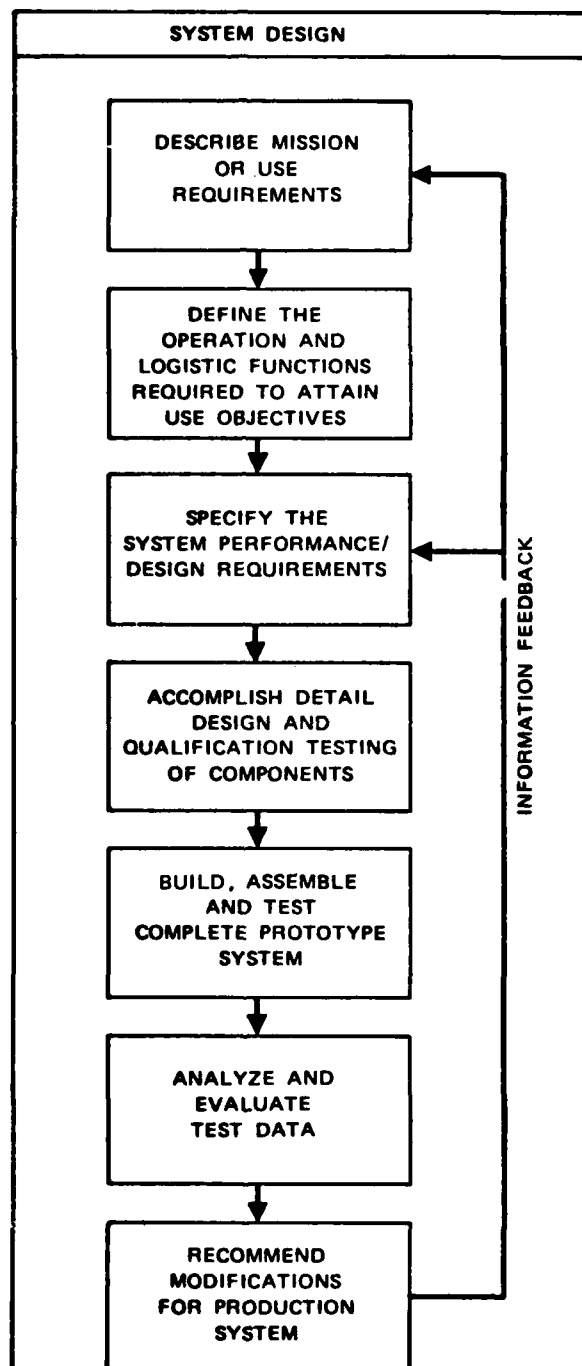 SYSTEM DESIGN
DESCRIBE MISSION
OR USE
REQUIREMENTS
DEFINE THE
OPERATION AND
LOGISTIC FUNCTIONS
REQUIRED TO ATTAIN
USE OBJECTIVES
SPECIFY THE
SYSTEM PERFORMANCE/
DESIGN REQUIREMENTS
ACCOMPLISH DETAIL
DESIGN AND
QUALIFICATION TESTING
OF COMPONENTS
BUILD, ASSEMBLE
AND TEST
COMPLETE PROTOTYPE
SYSTEM
ANALYZE AND
EVALUATE
TEST DATA
RECOMMEND
MODIFICATIONS
FOR PRODUCTION
SYSTEM
INFORMATION FEEDBACK